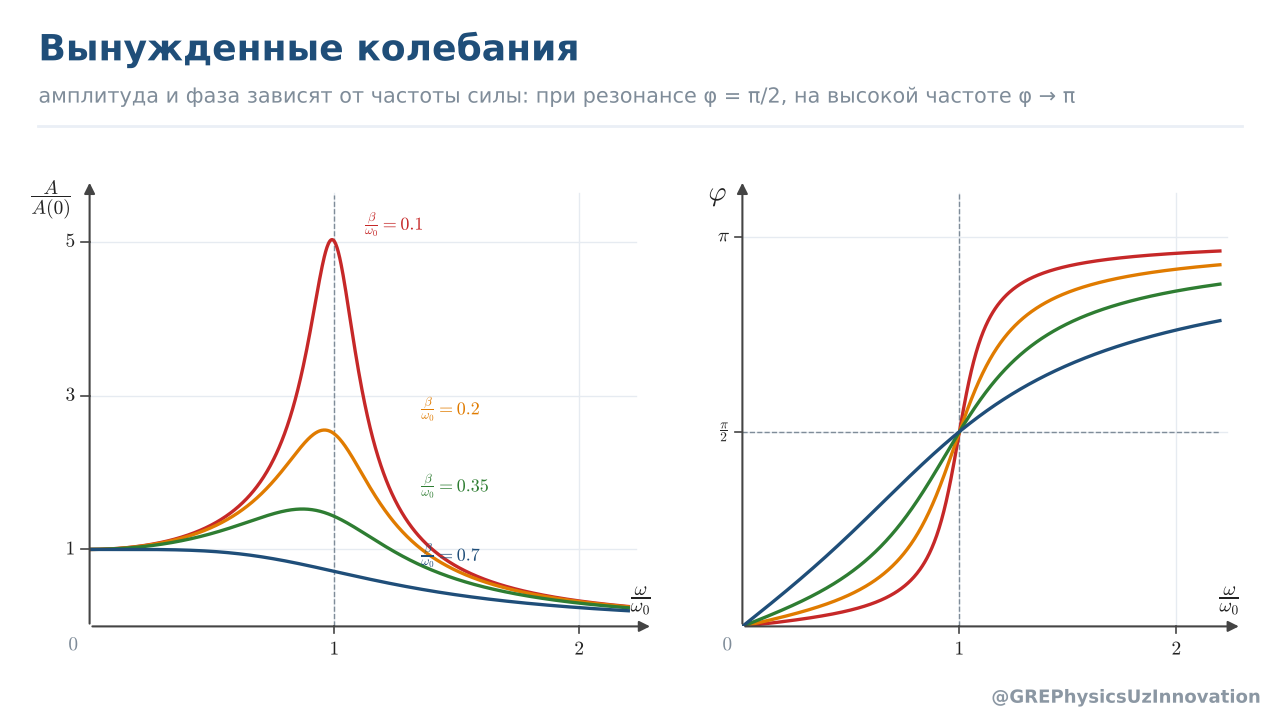 Вынужденные колебания
амплитуда и фаза зависят от частоты силы: при резонансе φ = π/2, на высокой частоте φ → π
A/A(0)
5
3
1
0
1
2
ω/ω₀
β/ω₀ = 0.1
β/ω₀ = 0.2
β/ω₀ = 0.35
β/ω₀ = 0.7
φ
π
π/2
0
1
2
ω/ω₀
@GREPhysicsUzInnovation